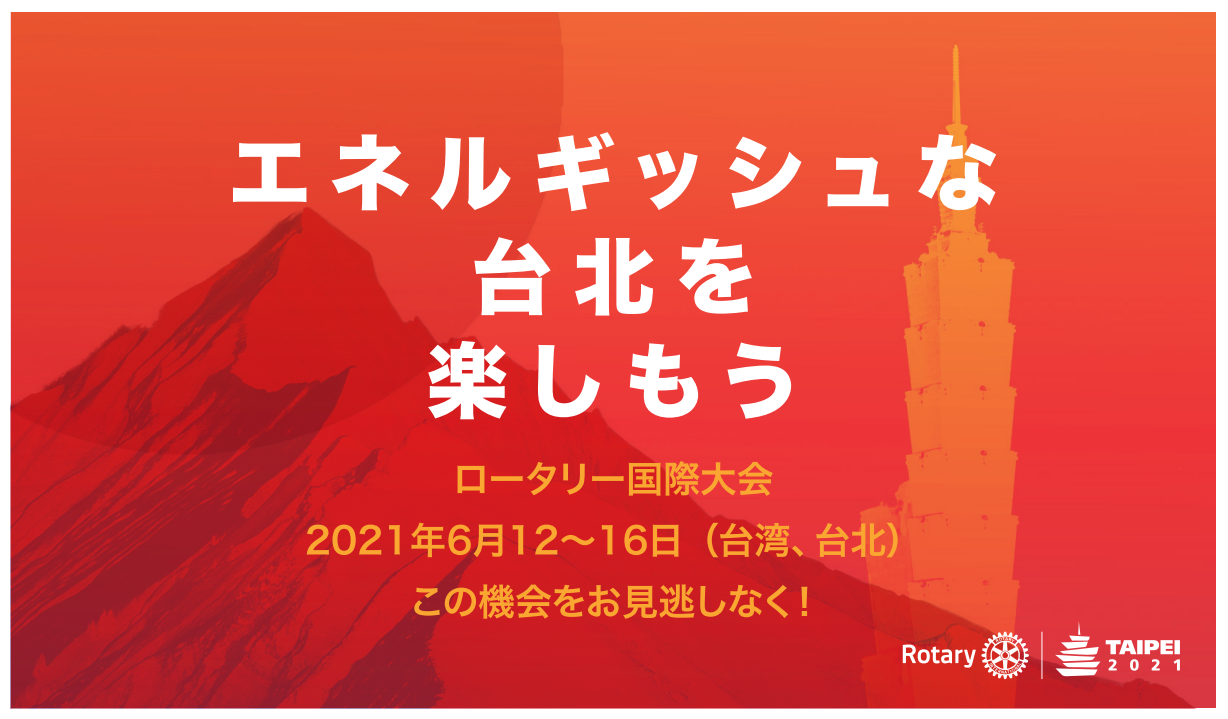 エネルギッシュな
台北を
楽しもう
ロータリー国際大会
2021年6月12〜16日（台湾、台北）
この機会をお見逃しなく！
Rotary
TAIPEI
2021